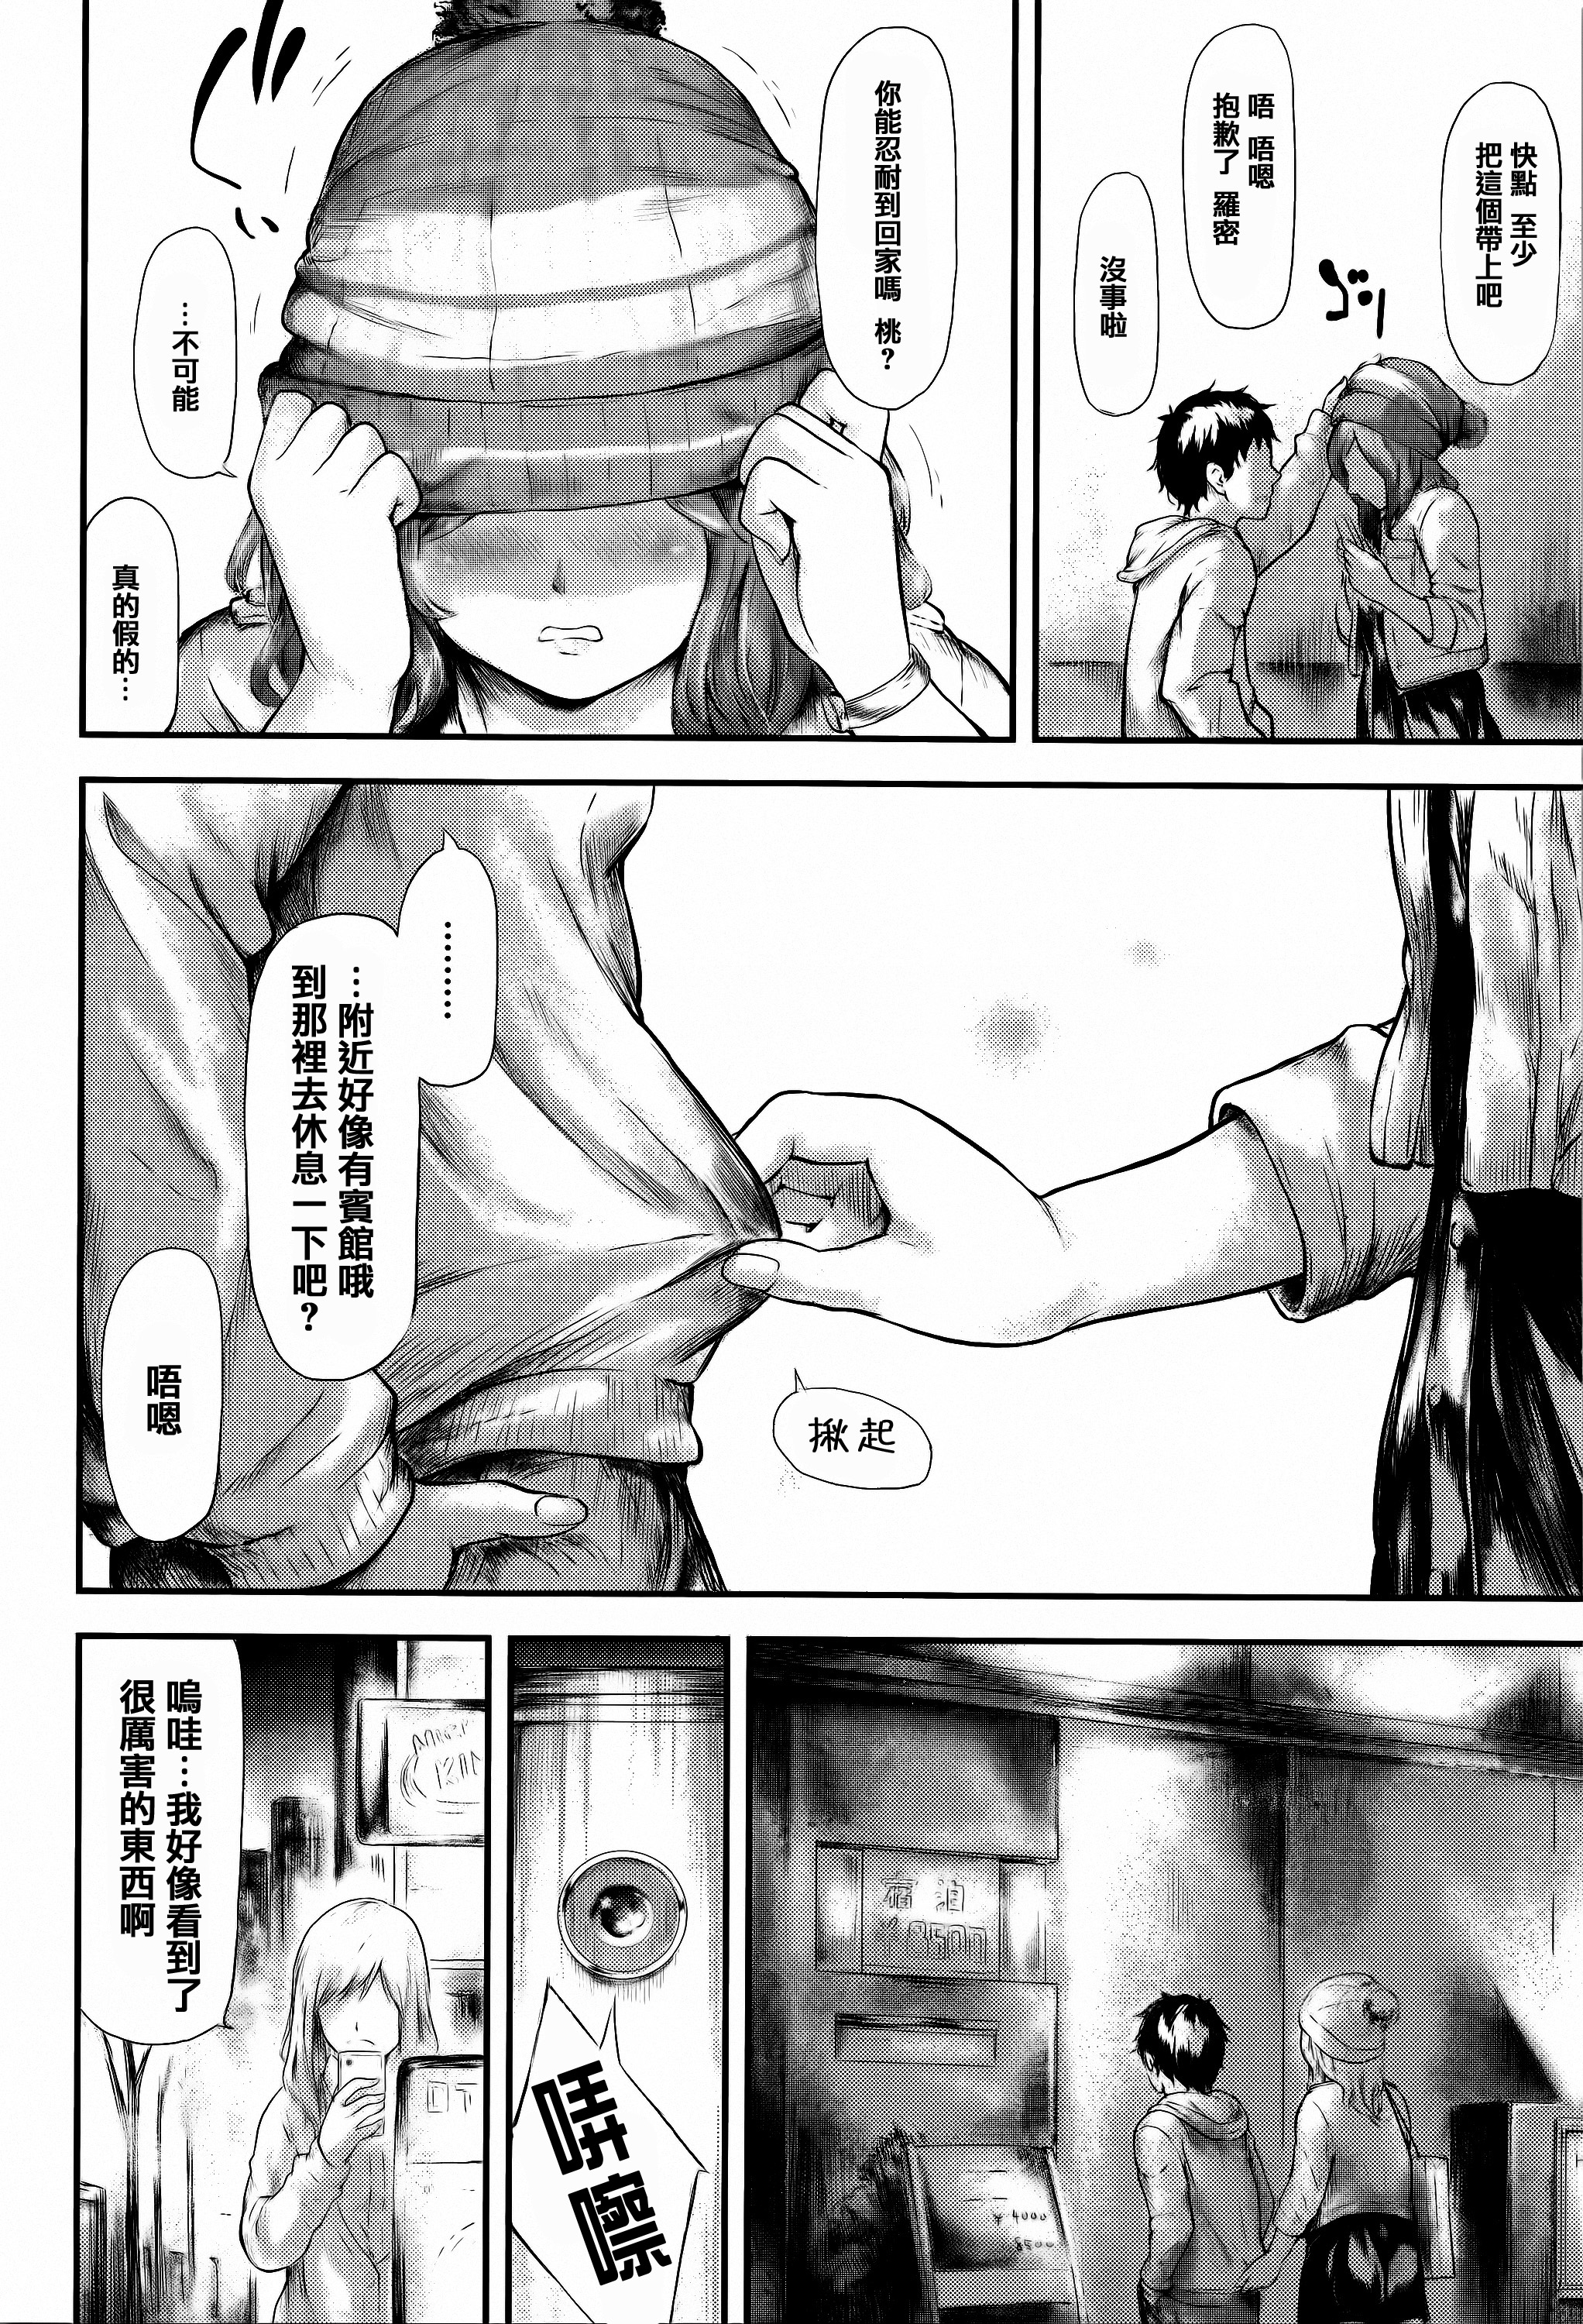 快點 至少
把這個帶上吧
唔 唔嗯
抱歉了 羅密
沒事啦
你能忍耐到回家嗎 桃？
…不可能
真的假的…
………
…附近好像有賓館哦
到那裡去休息一下吧？
唔嗯
揪起
宿泊
¥8500
¥4000
8500
哢嚓
嗚哇…我好像看到了
很厲害的東西啊